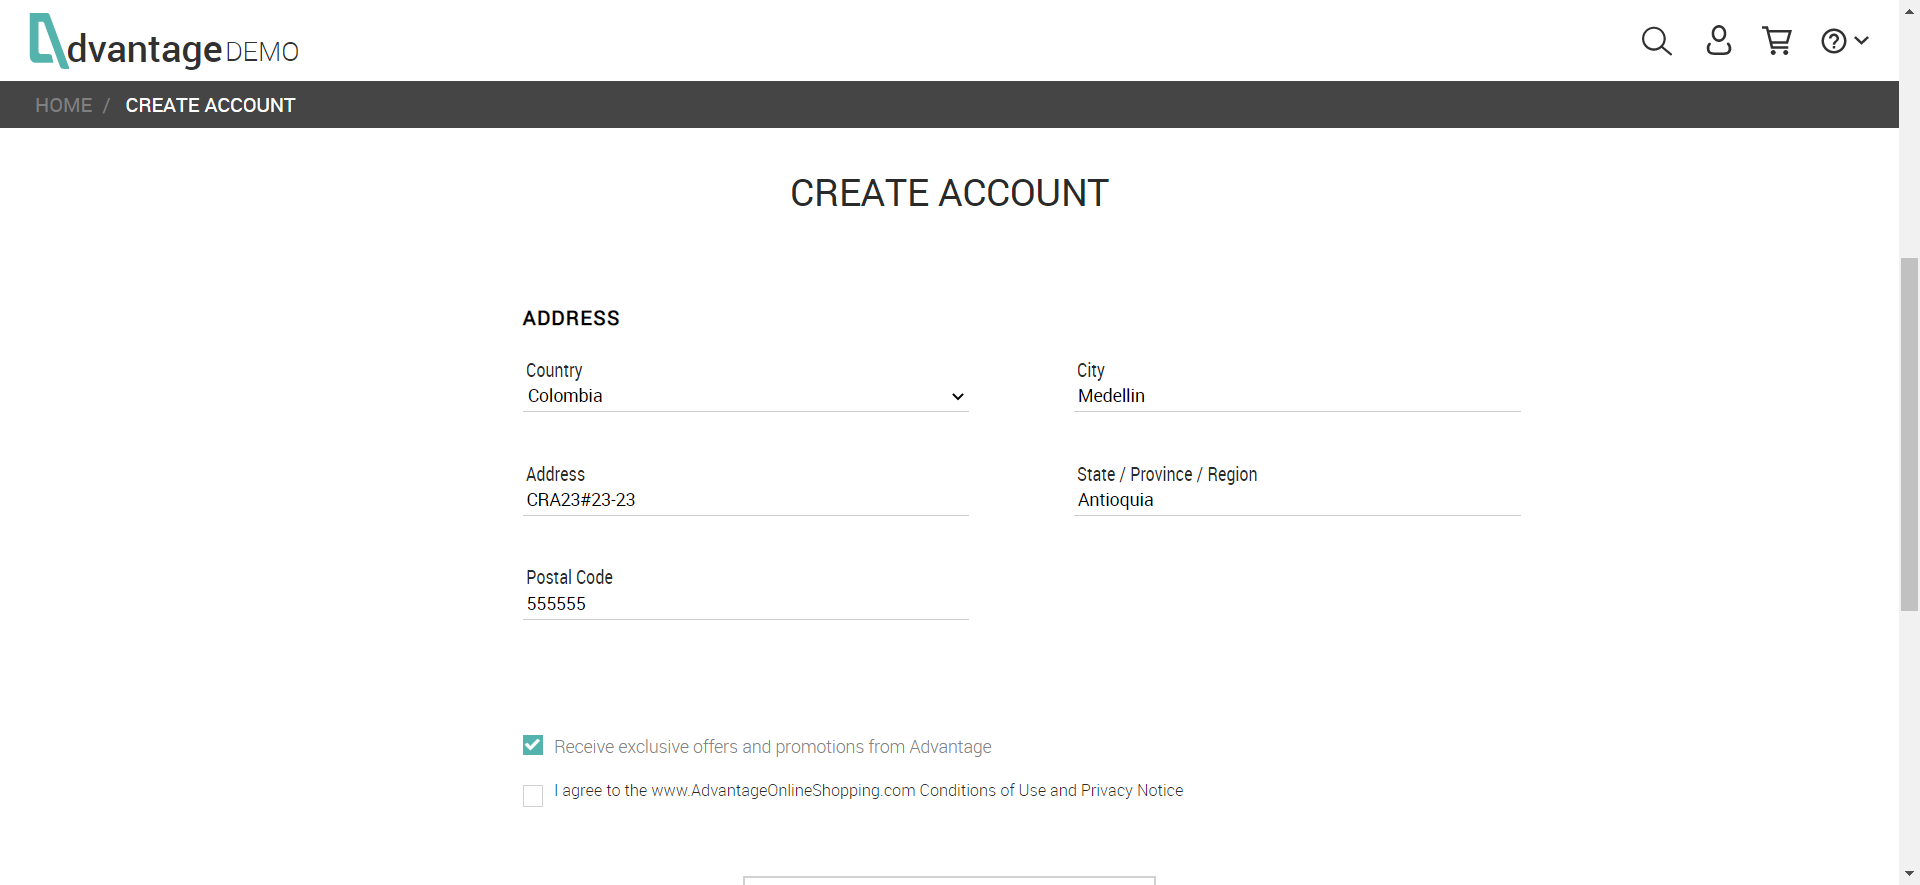 dvantage DEMO
HOME / CREATE ACCOUNT
CREATE ACCOUNT
ADDRESS
Country
Colombia
City
Medellin
Address
CRA23#23-23
State / Province / Region
Antioquia
Postal Code
555555
Receive exclusive offers and promotions from Advantage
I agree to the www.AdvantageOnlineShopping.com Conditions of Use and Privacy Notice